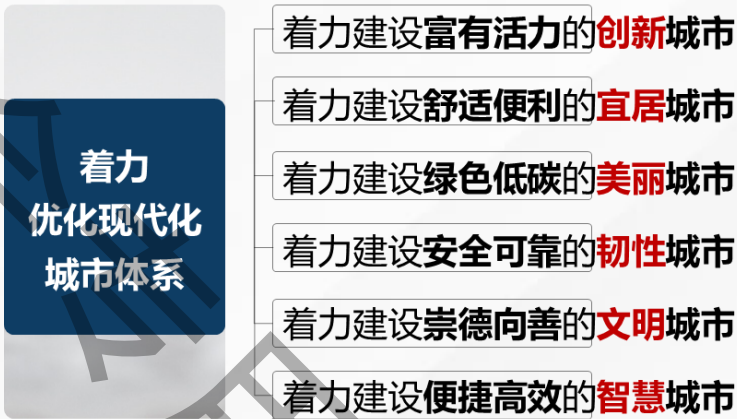 着力
优化现代化
城市体系
着力建设富有活力的创新城市
着力建设舒适便利的宜居城市
着力建设绿色低碳的美丽城市
着力建设安全可靠的韧性城市
着力建设崇德向善的文明城市
着力建设便捷高效的智慧城市